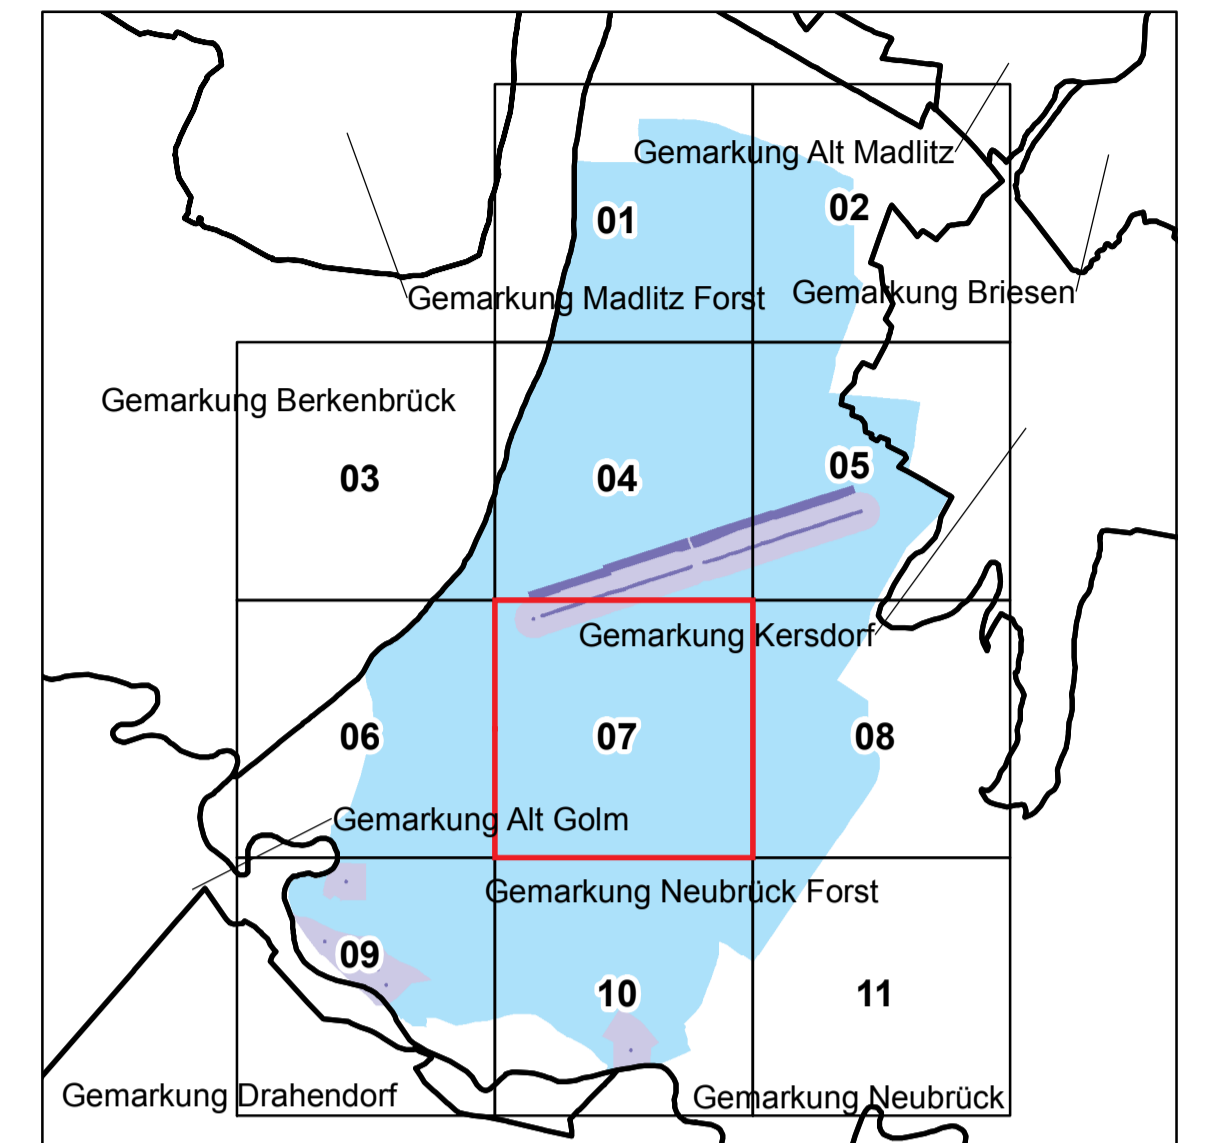 Gemarkung Alt Madlitz
01
02
Gemarkung Madlitz Forst
Gemarkung Briesen
Gemarkung Berkenbrück
03
04
05
Gemarkung Kersdorf
06
07
08
Gemarkung Alt Golm
Gemarkung Neubrück Forst
09
10
11
Gemarkung Drahendorf
Gemarkung Neubrück